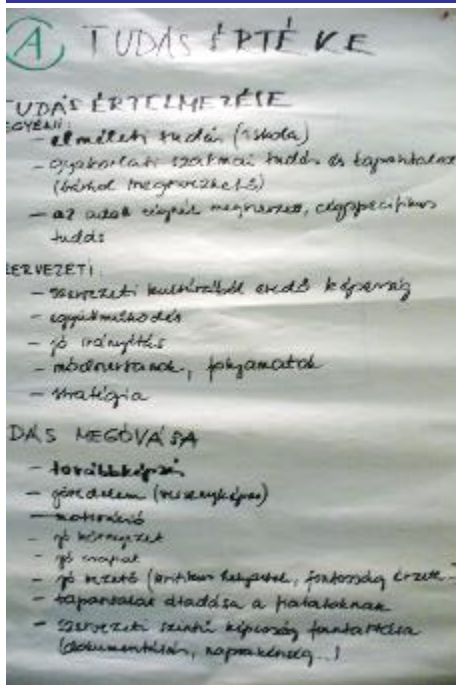 A TUDÁS ÉRTÉKE
TUDÁS ÉRTELMEZÉSE
EGYÉNI:
- elméleti tudás (iskola)
- gyakorlati szakmai tudás és tapasztalat
(bárhol megszerezhető)
- az adott cégnél megszerzett, cégspecifikus
tudás
SZERVEZETI:
- szervezeti kultúrából eredő képesség
- együttműködés
- jó irányítás
- módszertanok, folyamatok
- stratégia
DÁS MEGÓVÁSA
- továbbképzés
- jövedelem (versenyképes)
- motiváció
- jó környezet
- jó csapat
- jó vezető (kritikus helyzetek, fontosság érzete...
- tapasztalat átadása a fiataloknak
- szervezeti szintű képesség fenntartása
(dokumentálás, naprakészség...)